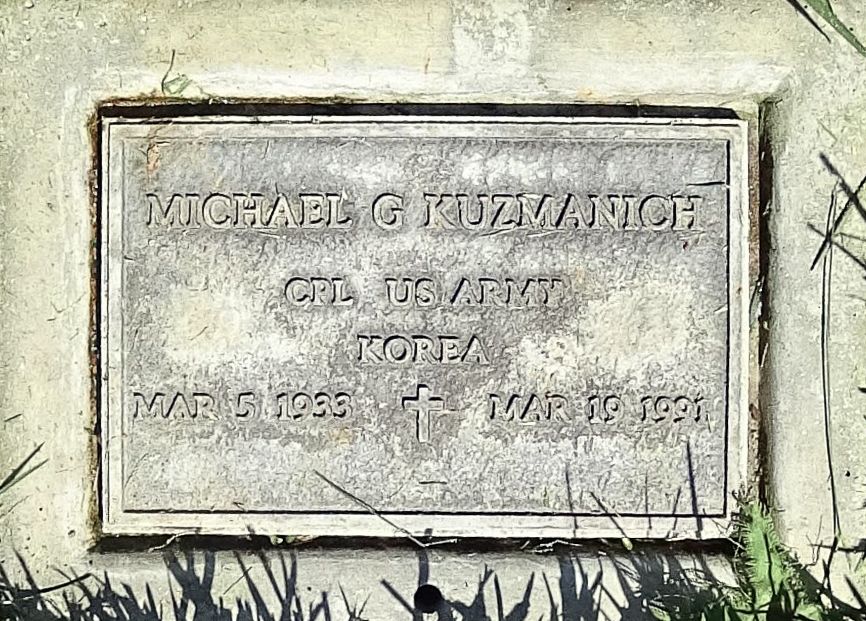 MICHAEL G KUZMANICH
CPL US ARMY
KOREA
MAR 5 1933 MAR 19 1991